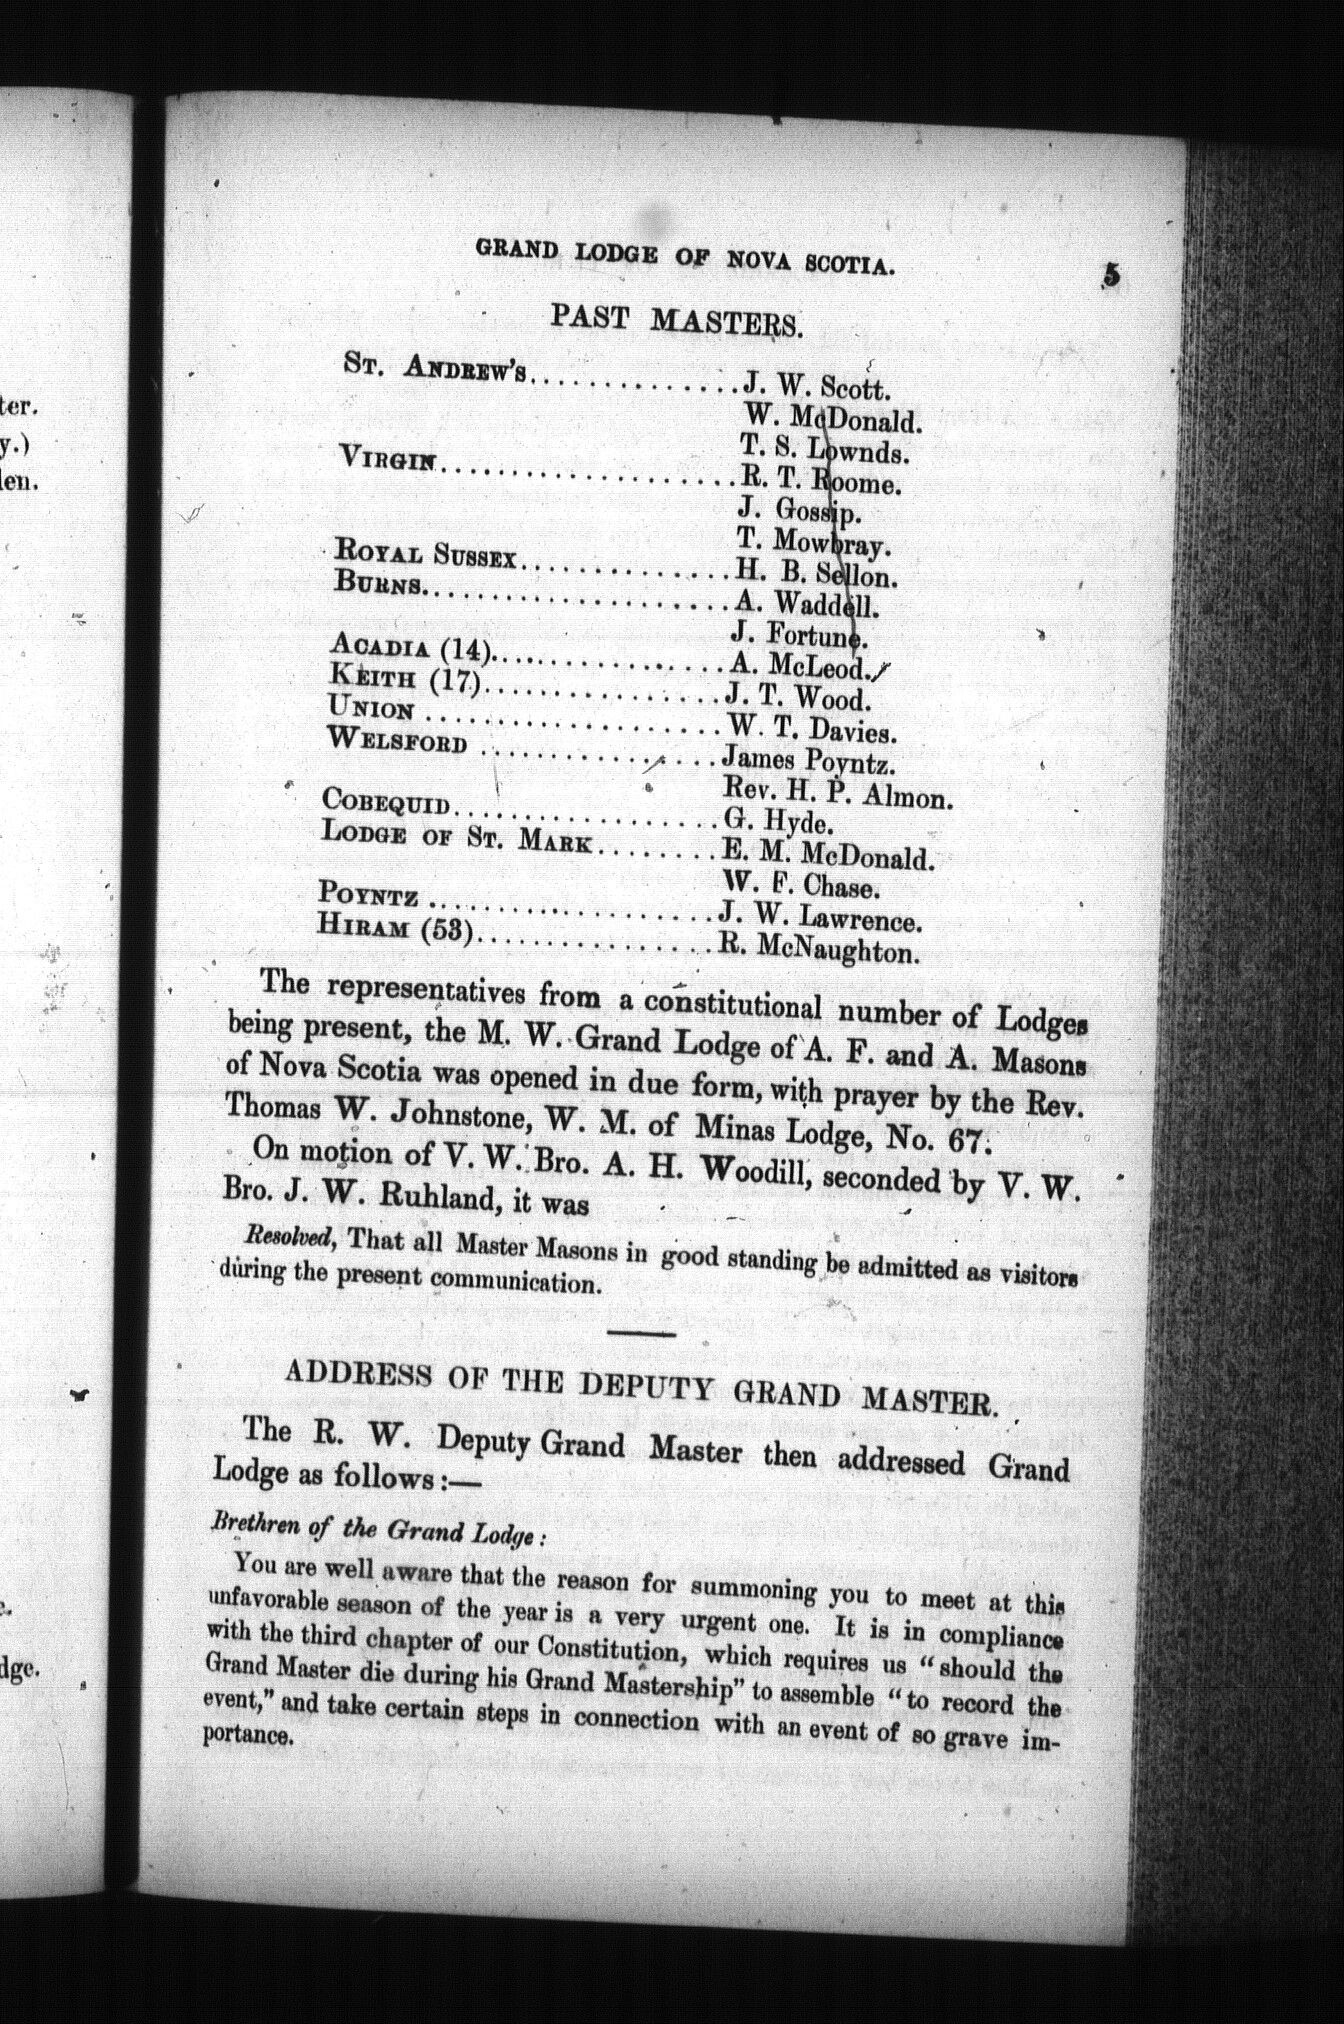 ter.
y.)
len.
dge.
GRAND LODGE OF NOVA SCOTIA. 5
PAST MASTERS.
ST. ANDREW'S..............J. W. Scott.
W. McDonald.
T. S. Lownds.
VIRGIN.....................R. T. Roome.
J. Gossip.
T. Mowbray.
ROYAL SUSSEX...............H. B. Sellon.
BURNS......................A. Waddell.
J. Fortune.
ACADIA (14).................A. McLeod.
KEITH (17).................J. T. Wood.
UNION .....................W. T. Davies.
WELSFORD .................James Poyntz.
Rev. H. P. Almon.
COBEQUID...................G. Hyde.
LODGE OF ST. MARK.........E. M. McDonald.
W. F. Chase.
POYNTZ ....................J. W. Lawrence.
HIRAM (53).................R. McNaughton.
The representatives from a constitutional number of Lodges
being present, the M. W. Grand Lodge of A. F. and A. Masons
of Nova Scotia was opened in due form, with prayer by the Rev.
Thomas W. Johnstone, W. M. of Minas Lodge, No. 67.
On motion of V. W. Bro. A. H. Woodill, seconded by V. W.
Bro. J. W. Ruhland, it was
Resolved, That all Master Masons in good standing be admitted as visitors
during the present communication.
ADDRESS OF THE DEPUTY GRAND MASTER.
The R. W. Deputy Grand Master then addressed Grand
Lodge as follows:—
Brethren of the Grand Lodge:
You are well aware that the reason for summoning you to meet at this
unfavorable season of the year is a very urgent one. It is in compliance
with the third chapter of our Constitution, which requires us "should the
Grand Master die during his Grand Mastership" to assemble "to record the
event," and take certain steps in connection with an event of so grave im-
portance.